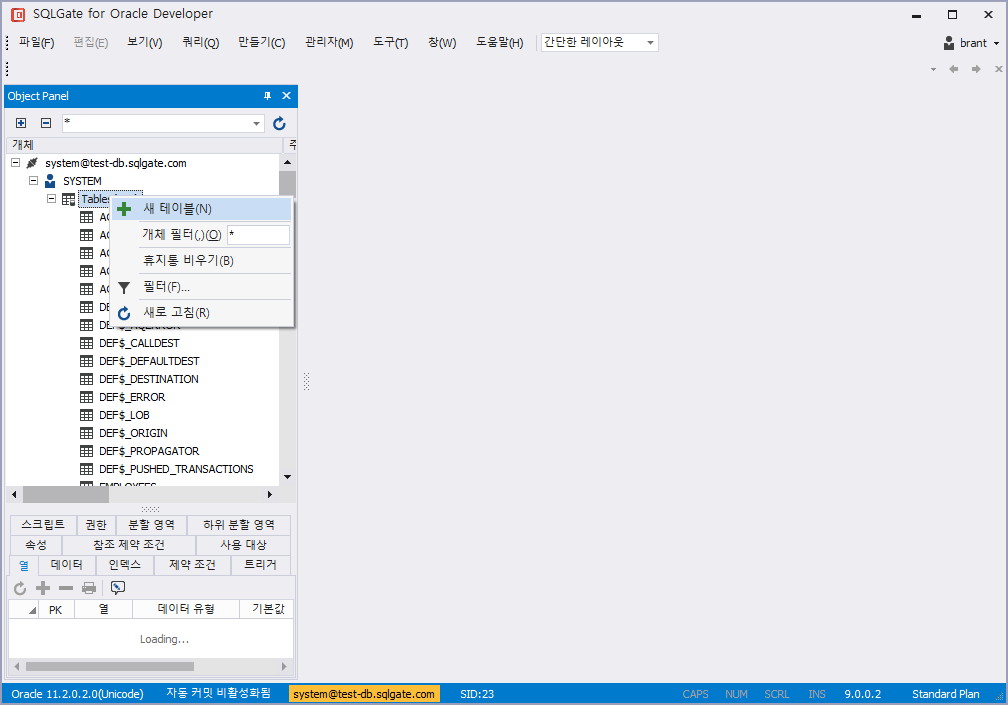 SQLGate for Oracle Developer
파일(F) 편집(E) 보기(V) 쿼리(Q) 만들기(C) 관리자(M) 도구(T) 창(W) 도움말(H) 간단한 레이아웃 brant
Object Panel
*
개체
system@test-db.sqlgate.com
SYSTEM
Tables
새 테이블(N)
개체 필터(,)(O) *
휴지통 비우기(B)
필터(F)...
새로 고침(R)
DEF$_CALLDEST
DEF$_DEFAULTDEST
DEF$_DESTINATION
DEF$_ERROR
DEF$_LOB
DEF$_ORIGIN
DEF$_PROPAGATOR
DEF$_PUSHED_TRANSACTIONS
스크립트 권한 분할 영역 하위 분할 영역
속성 참조 제약 조건 사용 대상
열 데이터 인덱스 제약 조건 트리거
PK 열 데이터 유형 기본값
Loading...
Oracle 11.2.0.2.0(Unicode) 자동 커밋 비활성화됨 system@test-db.sqlgate.com SID:23 CAPS NUM SCRL INS 9.0.0.2 Standard Plan